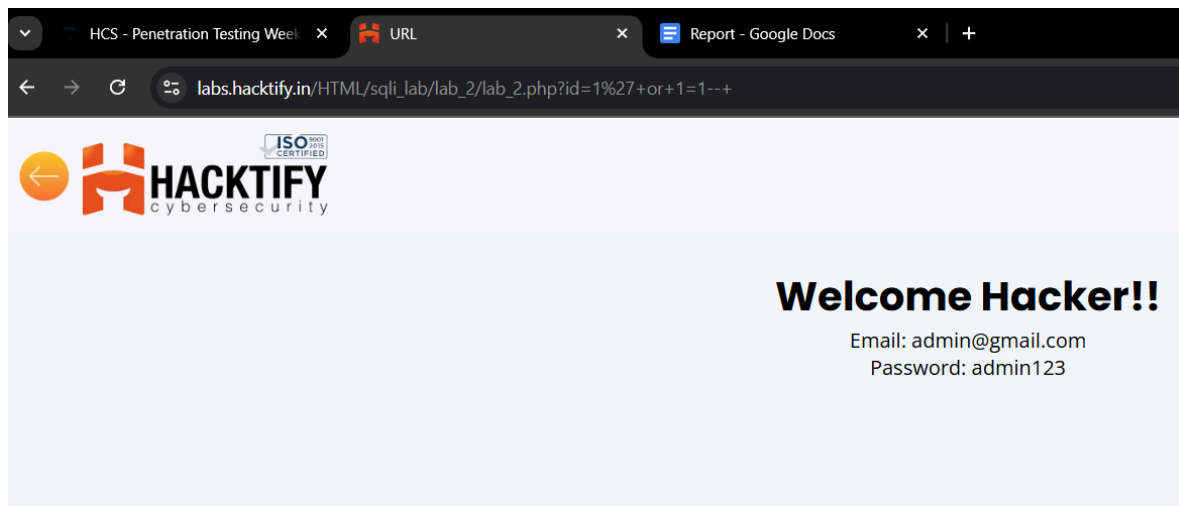 HCS - Penetration Testing Week
URL
Report - Google Docs
labs.hacktify.in/HTML/sqli_lab/lab_2/lab_2.php?id=1%27+or+1=1--+
ISO 9001 2015
CERTIFIED
HACKTIFY
cybersecurity
Welcome Hacker!!
Email: admin@gmail.com
Password: admin123